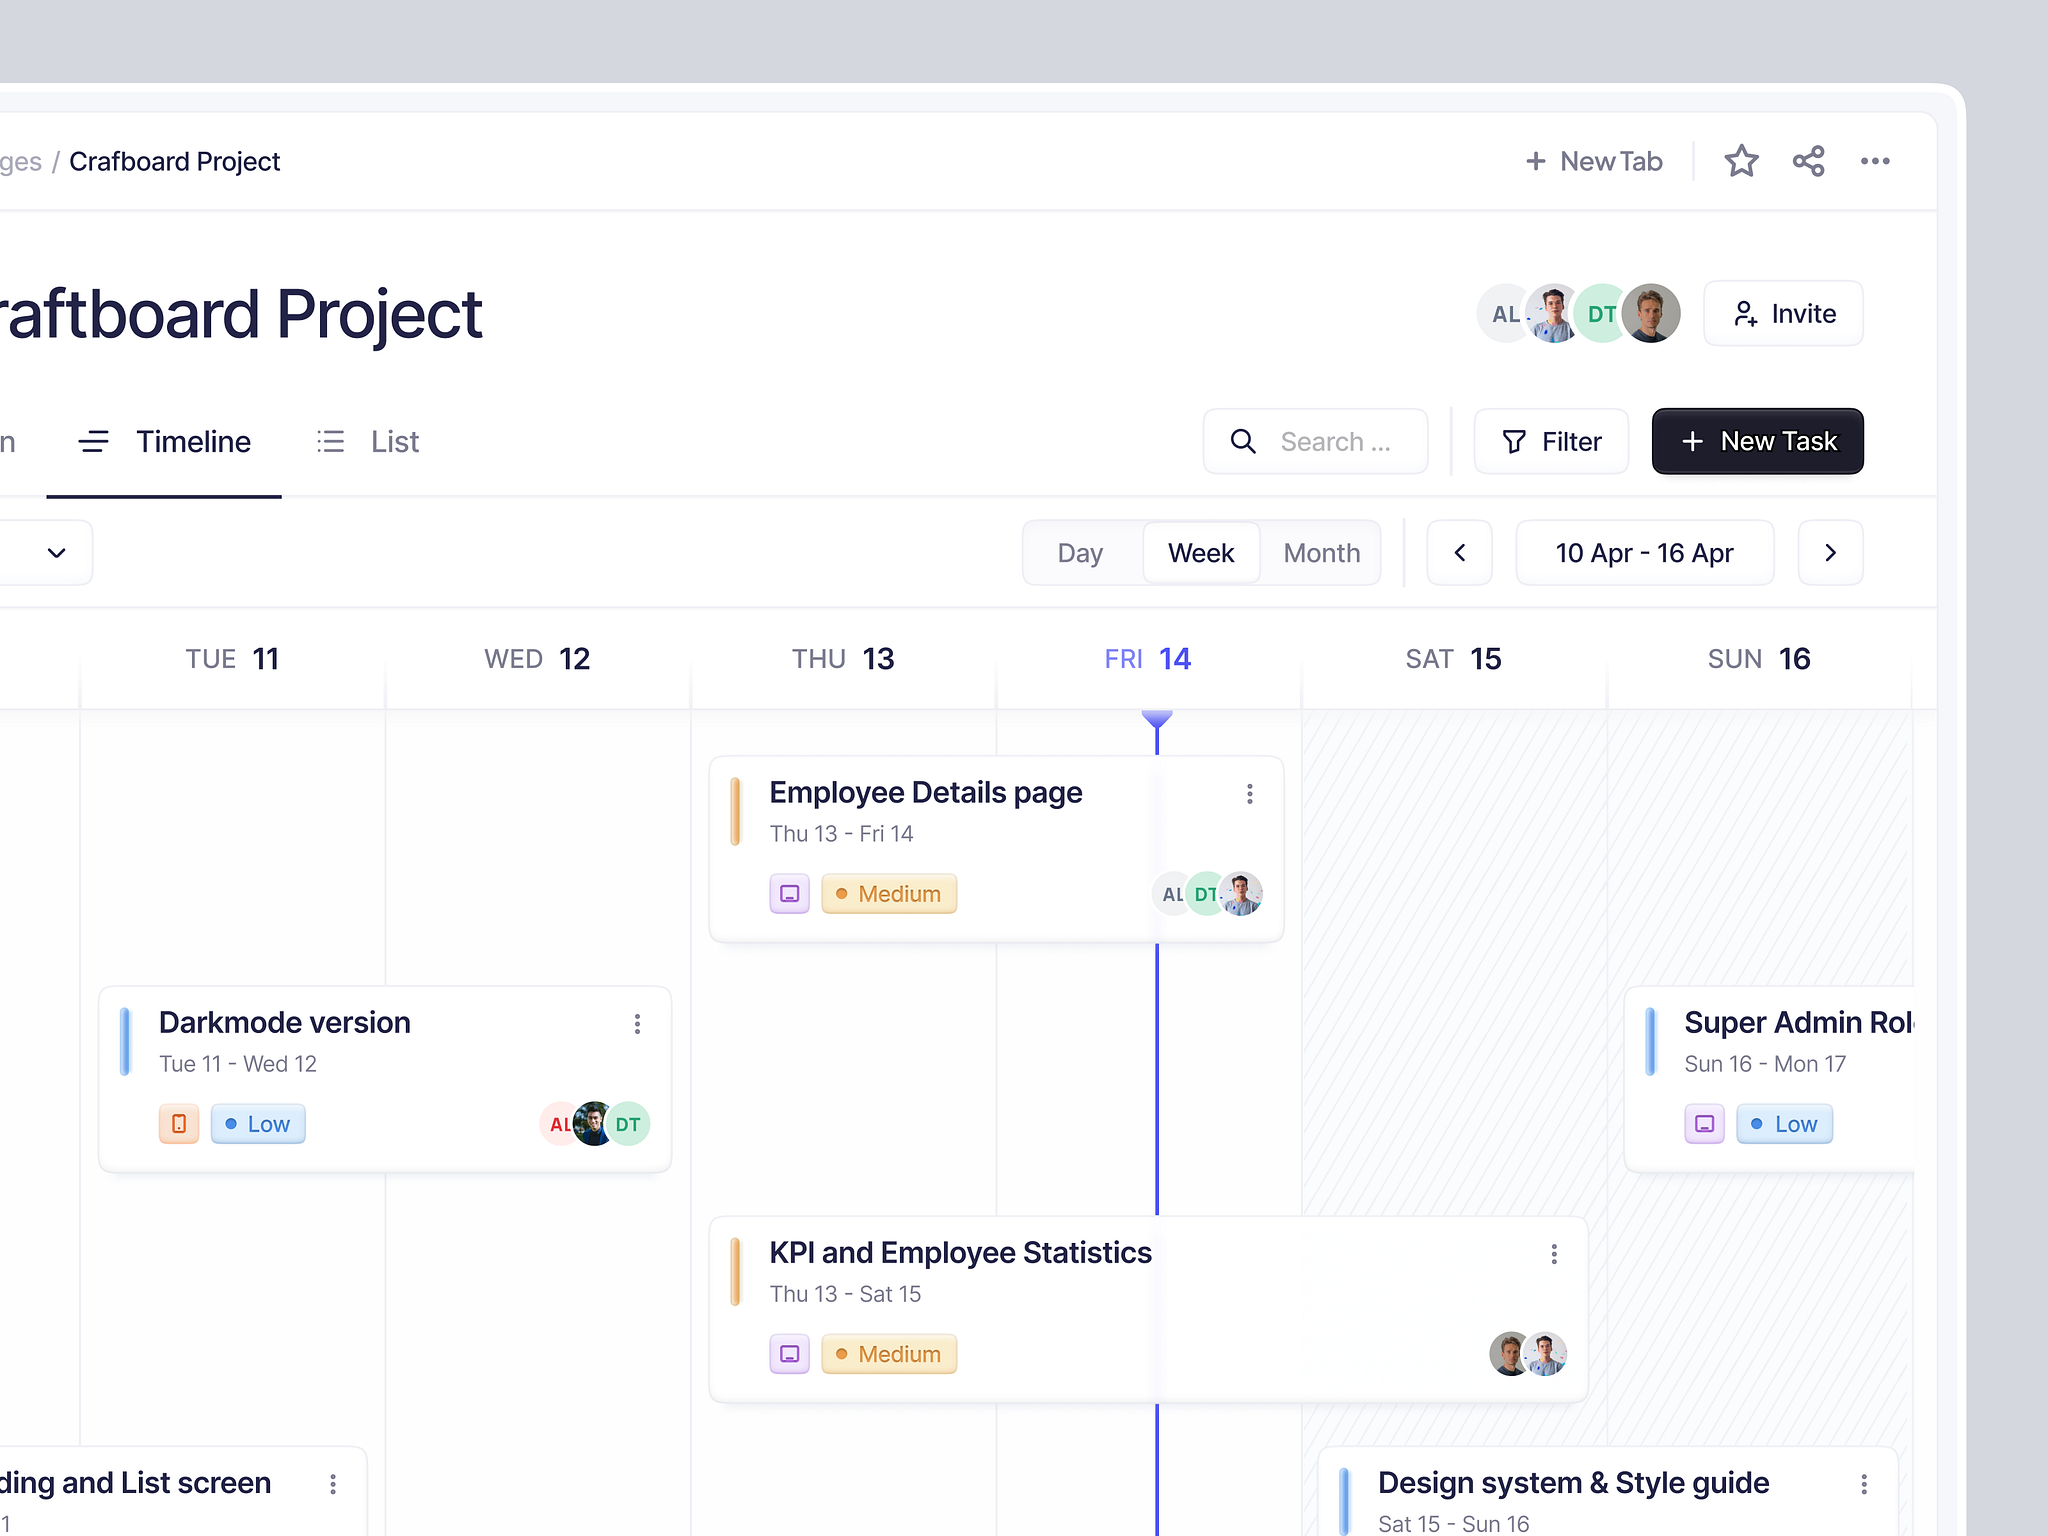 ges / Crafboard Project
New Tab
raftboard Project
AL
DT
Invite
n
Timeline
List
Search ...
Filter
New Task
Day
Week
Month
10 Apr - 16 Apr
TUE 11
WED 12
THU 13
FRI 14
SAT 15
SUN 16
Employee Details page
Thu 13 - Fri 14
Medium
AL
DT
Darkmode version
Tue 11 - Wed 12
Low
AL
DT
Super Admin Role
Sun 16 - Mon 17
Low
KPI and Employee Statistics
Thu 13 - Sat 15
Medium
ding and List screen
1
Design system & Style guide
Sat 15 - Sun 16